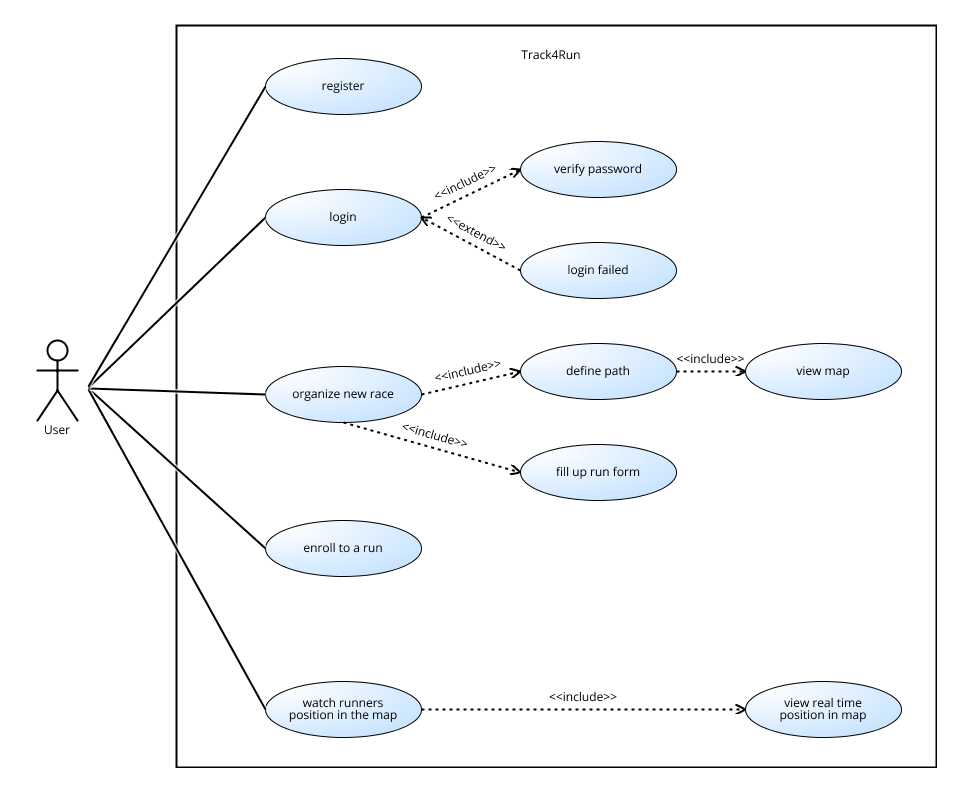 Track4Run
register
<<include>>
verify password
login
<<extend>>
login failed
<<include>>
define path
<<include>>
view map
organize new race
<<include>>
User
fill up run form
enroll to a run
watch runners
position in the map
<<include>>
view real time
position in map